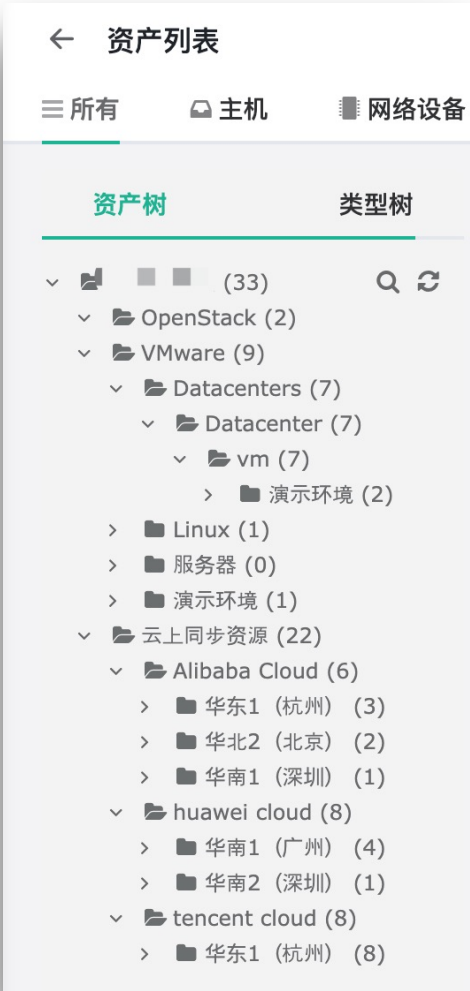 资产列表
所有 主机 网络设备
资产树 类型树
(33)
OpenStack (2)
VMware (9)
Datacenters (7)
Datacenter (7)
vm (7)
演示环境 (2)
Linux (1)
服务器 (0)
演示环境 (1)
云上同步资源 (22)
Alibaba Cloud (6)
华东1（杭州） (3)
华北2（北京） (2)
华南1（深圳） (1)
huawei cloud (8)
华南1（广州） (4)
华南2（深圳） (1)
tencent cloud (8)
华东1（杭州） (8)